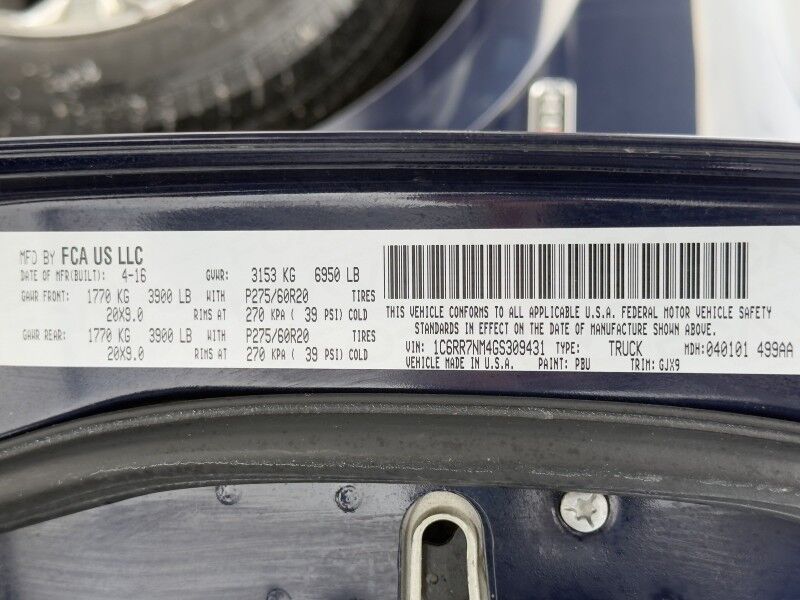 MFD BY FCA US LLC
DATE OF MFR(BUILT): 4-16 GVWR: 3153 KG 6950 LB
GAWR FRONT: 1770 KG 3900 LB WITH P275/60R20 TIRES
20X9.0 RIMS AT 270 KPA ( 39 PSI) COLD
GAWR REAR: 1770 KG 3900 LB WITH P275/60R20 TIRES
20X9.0 RIMS AT 270 KPA ( 39 PSI) COLD
THIS VEHICLE CONFORMS TO ALL APPLICABLE U.S.A. FEDERAL MOTOR VEHICLE SAFETY
STANDARDS IN EFFECT ON THE DATE OF MANUFACTURE SHOWN ABOVE.
VIN: 1C6RR7NM4GS309431 TYPE: TRUCK MDH: 040101 499AA
VEHICLE MADE IN U.S.A. PAINT: PBU TRIM: GJX9